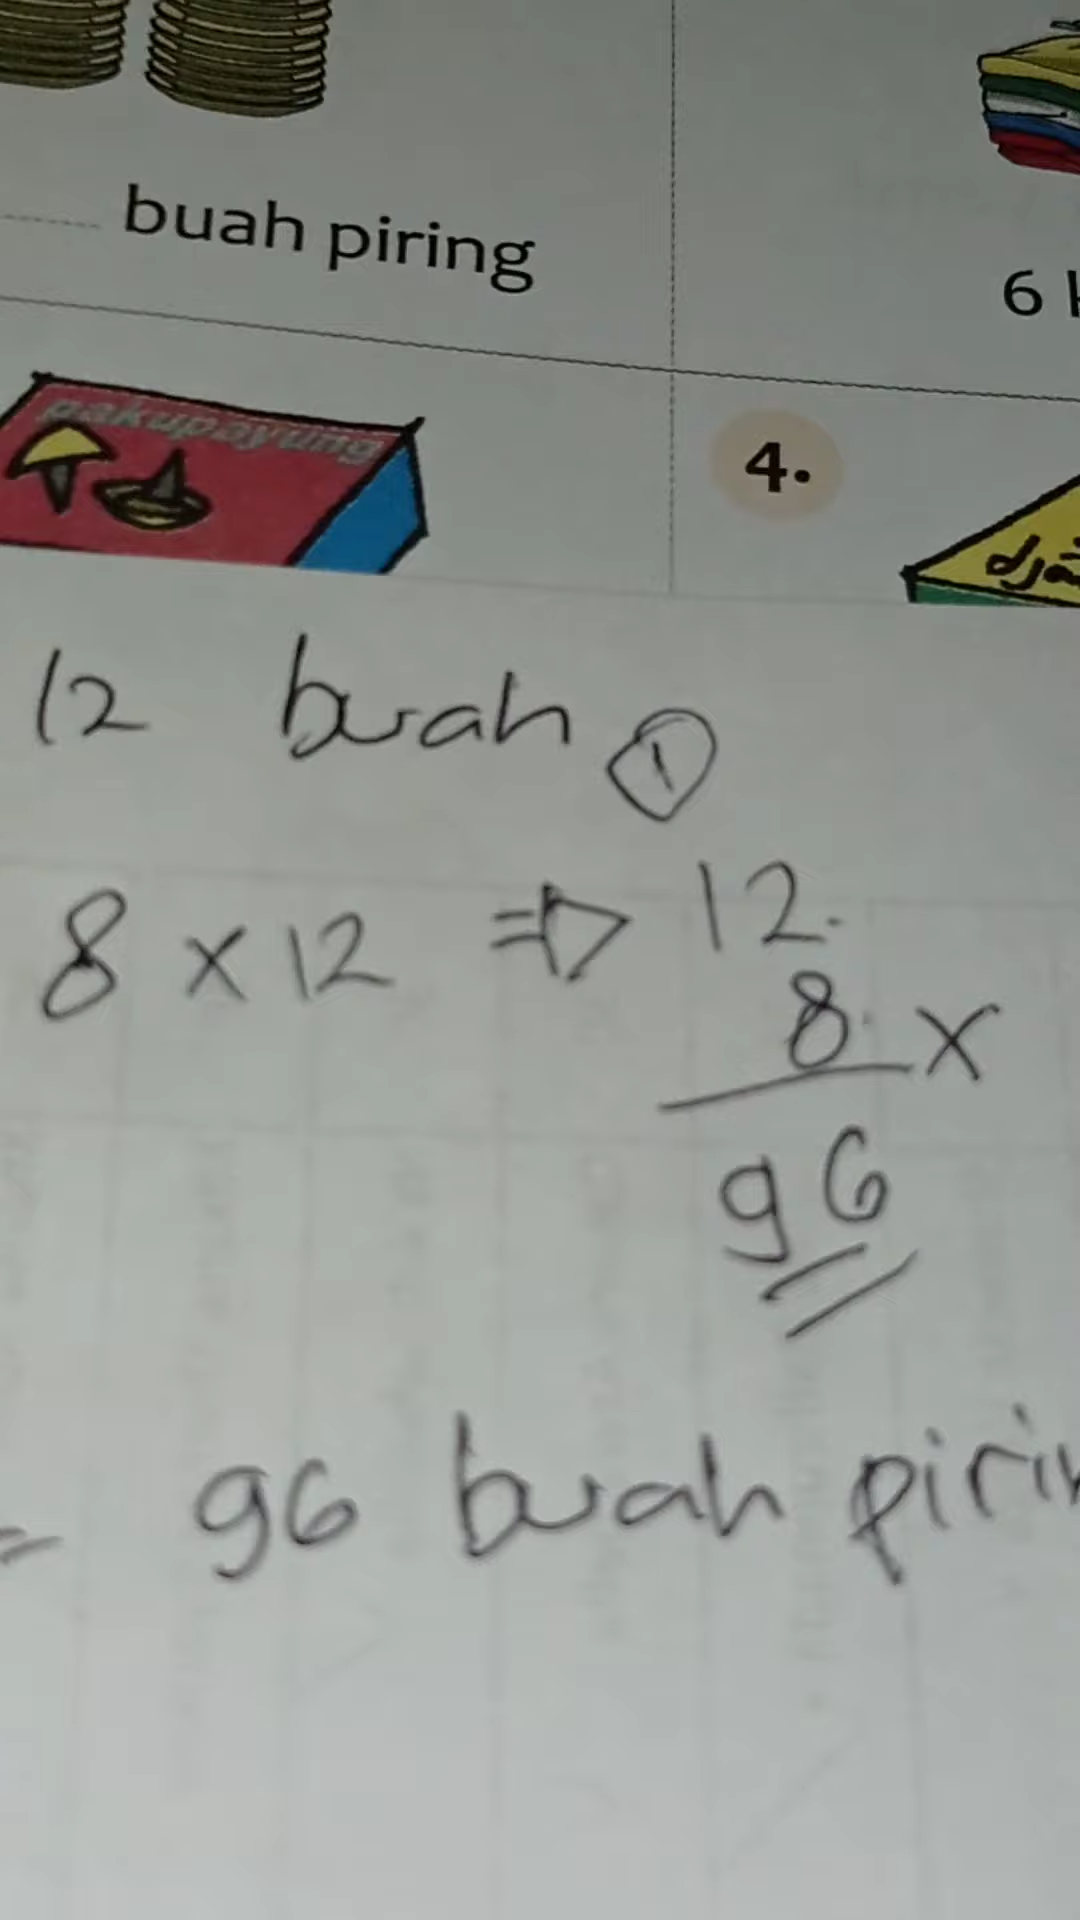 buah piring
6
pakupayung
4.
12 buah 1
8 x 12 ⇒ 12
8 x
96
= 96 buah